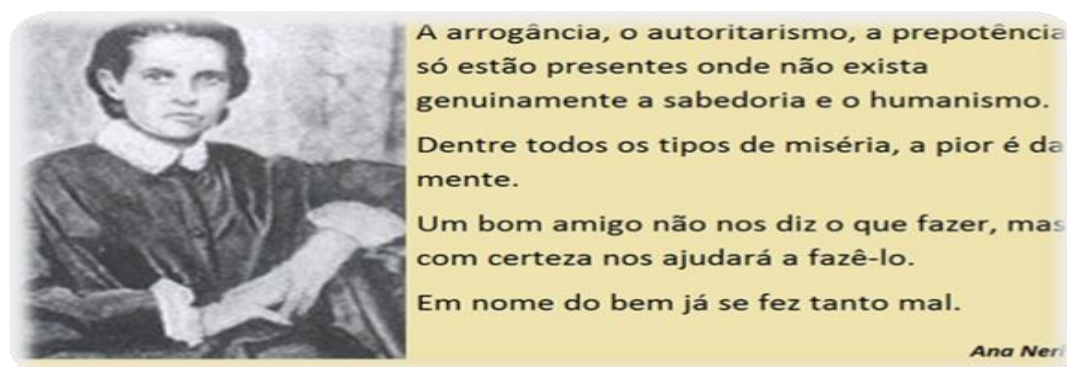 A arrogância, o autoritarismo, a prepotência
só estão presentes onde não exista
genuinamente a sabedoria e o humanismo.
Dentre todos os tipos de miséria, a pior é da
mente.
Um bom amigo não nos diz o que fazer, mas
com certeza nos ajudará a fazê-lo.
Em nome do bem já se fez tanto mal.
Ana Neri